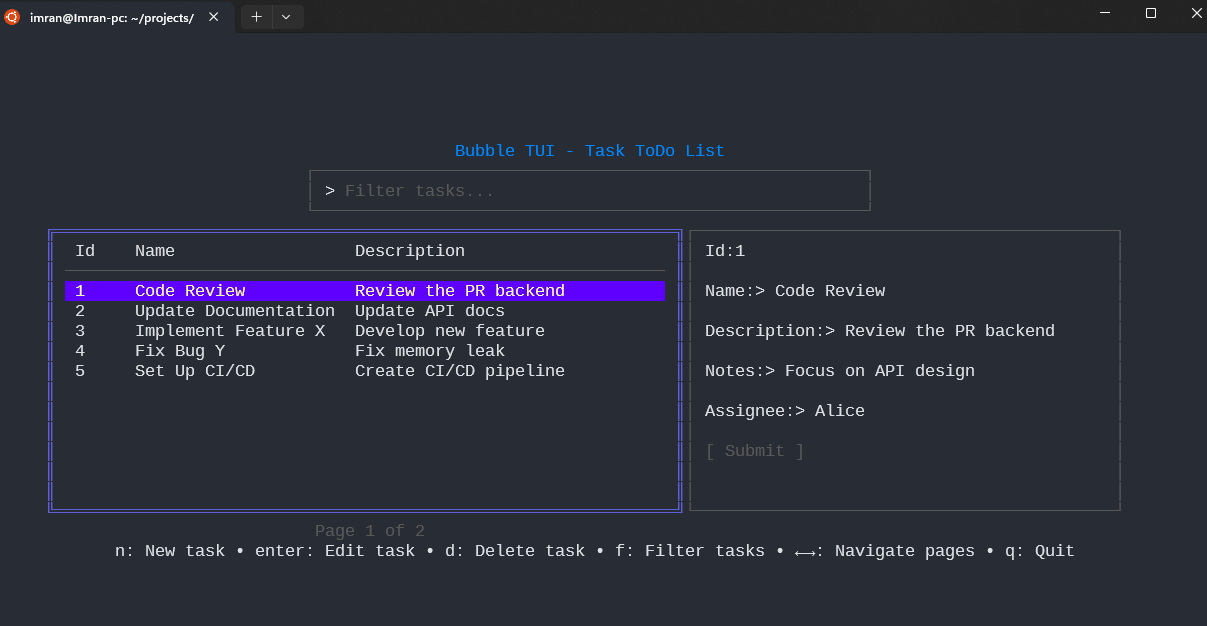 imran@Imran-pc: ~/projects/
Bubble TUI - Task ToDo List
> Filter tasks...
Id Name Description
1 Code Review Review the PR backend
2 Update Documentation Update API docs
3 Implement Feature X Develop new feature
4 Fix Bug Y Fix memory leak
5 Set Up CI/CD Create CI/CD pipeline
Id:1
Name:> Code Review
Description:> Review the PR backend
Notes:> Focus on API design
Assignee:> Alice
[ Submit ]
Page 1 of 2
n: New task • enter: Edit task • d: Delete task • f: Filter tasks • ←→: Navigate pages • q: Quit